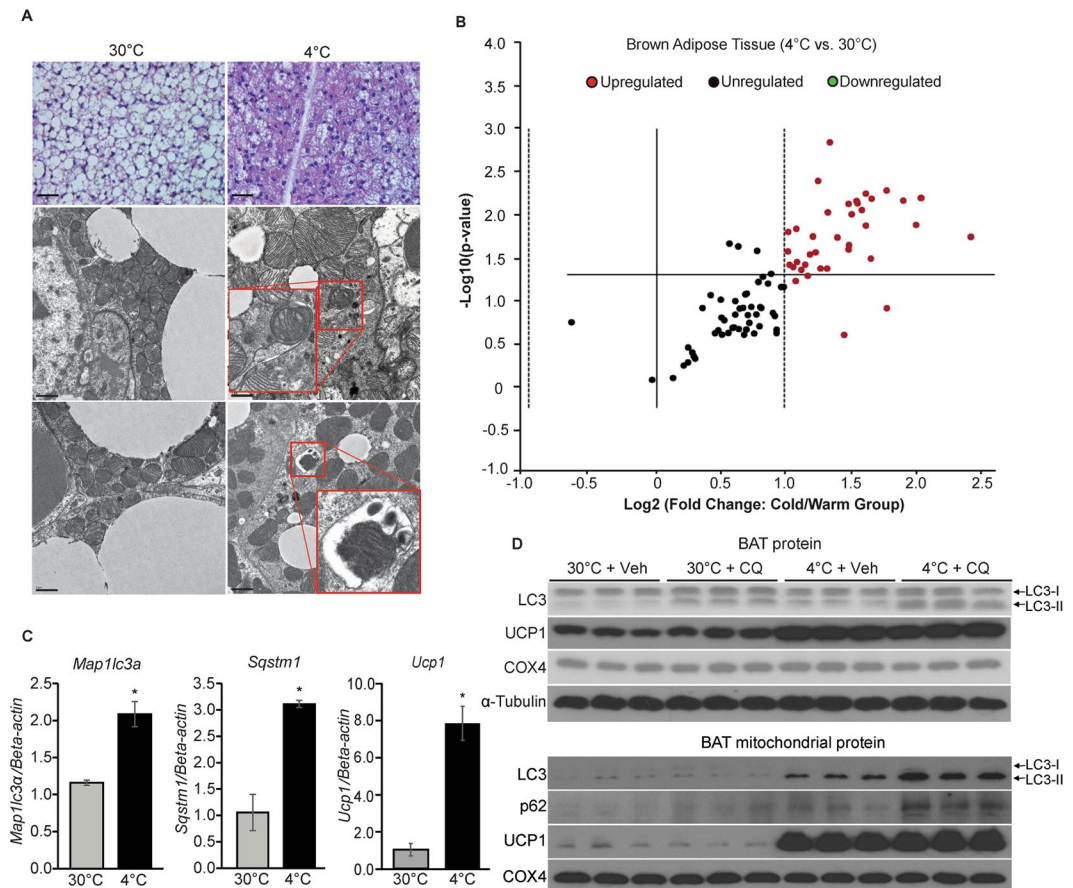 A
30°C
4°C
B
Brown Adipose Tissue (4°C vs. 30°C)
Upregulated
Unregulated
Downregulated
-Log10(p-value)
4.0
3.5
3.0
2.5
2.0
1.5
1.0
0.5
0
-0.5
-1.0
-1.0
-0.5
0
0.5
1.0
1.5
2.0
2.5
Log2 (Fold Change: Cold/Warm Group)
C
Map1lc3a
Map1lc3α/Beta-actin
2.5
2.0
1.5
1.0
0.5
0.0
*
30°C
4°C
Sqstm1
Sqstm1/Beta-actin
3.5
3.0
2.5
2.0
1.5
1.0
0.5
0.0
*
30°C
4°C
Ucp1
Ucp1/Beta-actin
10.0
8.0
6.0
4.0
2.0
0.0
*
30°C
4°C
D
BAT protein
30°C + Veh
30°C + CQ
4°C + Veh
4°C + CQ
LC3
LC3-I
LC3-II
UCP1
COX4
α-Tubulin
BAT mitochondrial protein
LC3
LC3-I
LC3-II
p62
UCP1
COX4